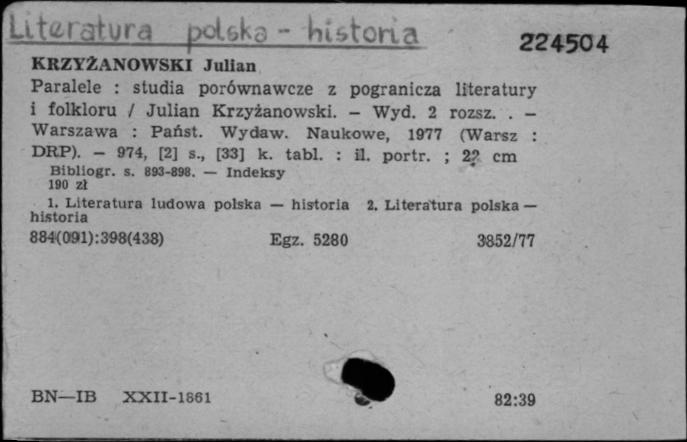 Literatura polska - historia
224504
KRZYŻANOWSKI Julian
Paralele : studia porównawcze z pogranicza literatury
i folkloru / Julian Krzyżanowski. — Wyd. 2 rozsz. . —
Warszawa : Państ. Wydaw. Naukowe, 1977 (Warsz :
DRP). — 974, [2] s., [33] k. tabl. : il. portr. ; 22 cm
Bibliogr. s. 893-898. — Indeksy
190 zł
1. Literatura ludowa polska — historia 2. Literatura polska —
historia
884(091):398(438) Egz. 5280 3852/77
BN—IB XXII-1861 82:39